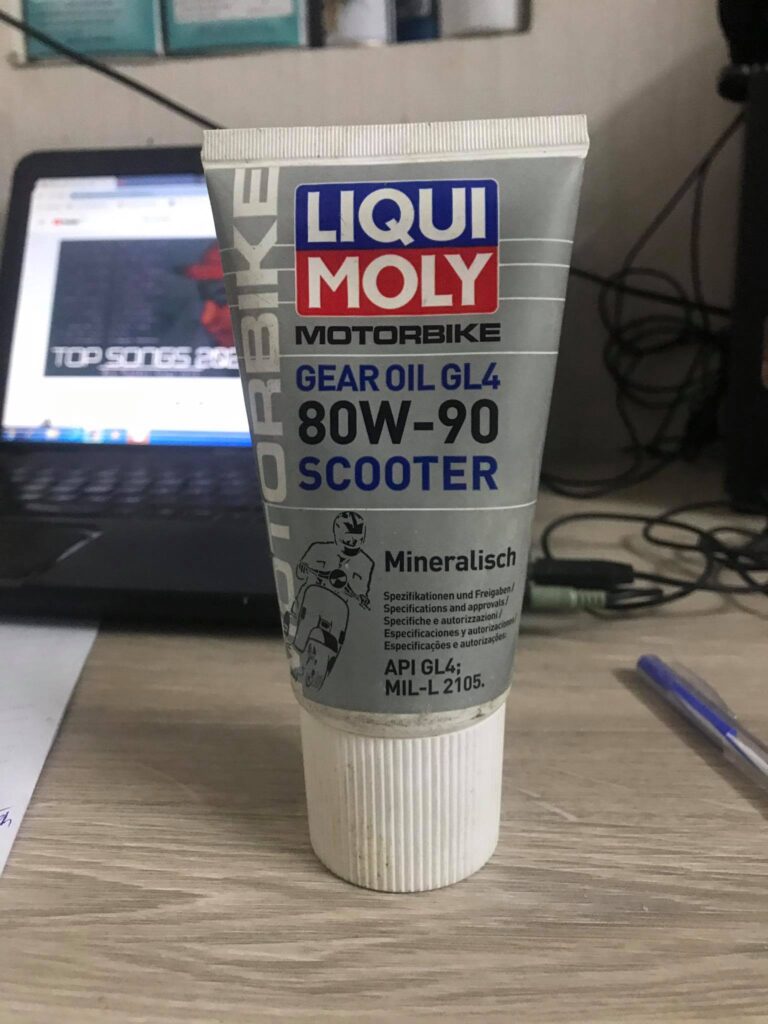 MOTORBIKE
LIQUI
MOLY
MOTORBIKE
GEAR OIL GL4
80W-90
SCOOTER
Mineralisch
Spezifikationen und Freigaben /
Specifications and approvals /
Specifiche e autorizzazioni /
Especificaciones y autorizaciones /
Especificações e autorizações:
API GL4;
MIL-L 2105.
TOP SONGS